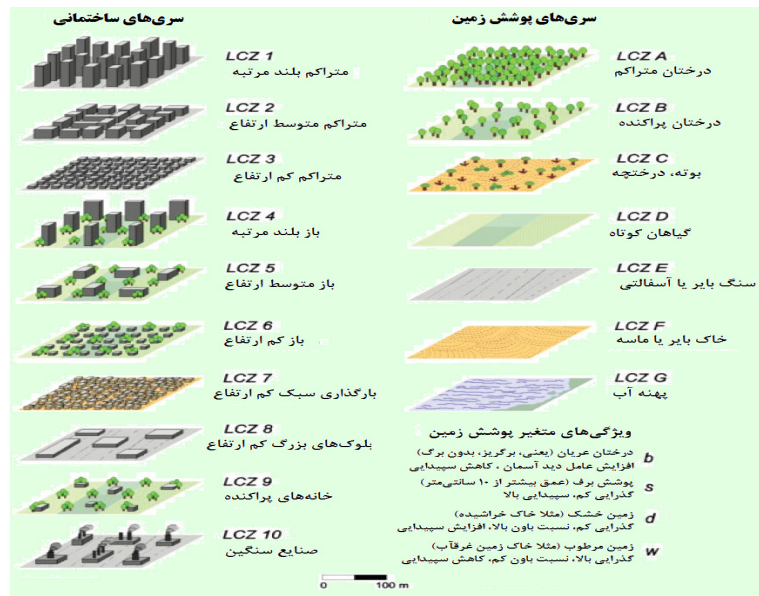 سری‌های ساختمانی
LCZ 1
متراکم بلند مرتبه
LCZ 2
متراکم متوسط ارتفاع
LCZ 3
متراکم کم ارتفاع
LCZ 4
باز بلند مرتبه
LCZ 5
باز متوسط ارتفاع
LCZ 6
باز کم ارتفاع
LCZ 7
بارگذاری سبک کم ارتفاع
LCZ 8
بلوک‌های بزرگ کم ارتفاع
LCZ 9
خانه‌های پراکنده
LCZ 10
صنایع سنگین
سری‌های پوشش زمین
LCZ A
درختان متراکم
LCZ B
درختان پراکنده
LCZ C
بوته، درختچه
LCZ D
گیاهان کوتاه
LCZ E
سنگ بایر یا آسفالتی
LCZ F
خاک بایر یا ماسه
LCZ G
پهنه آب
ویژگی‌های متغیر پوشش زمین
b درختان عریان (یعنی، برگریز، بدون برگ)
افزایش عامل دید آسمان ، کاهش سپیدایی
s پوشش برف (عمق بیشتر از ۱۰ سانتی‌متر)
گذرایی کم، سپیدایی بالا
d زمین خشک (مثلا خاک خراشیده)
گذرایی کم، نسبت باون بالا، افزایش سپیدایی
w زمین مرطوب (مثلا خاک زمین غرقآب)
گذرایی بالا، نسبت باون کم، کاهش سپیدایی
0 100 m